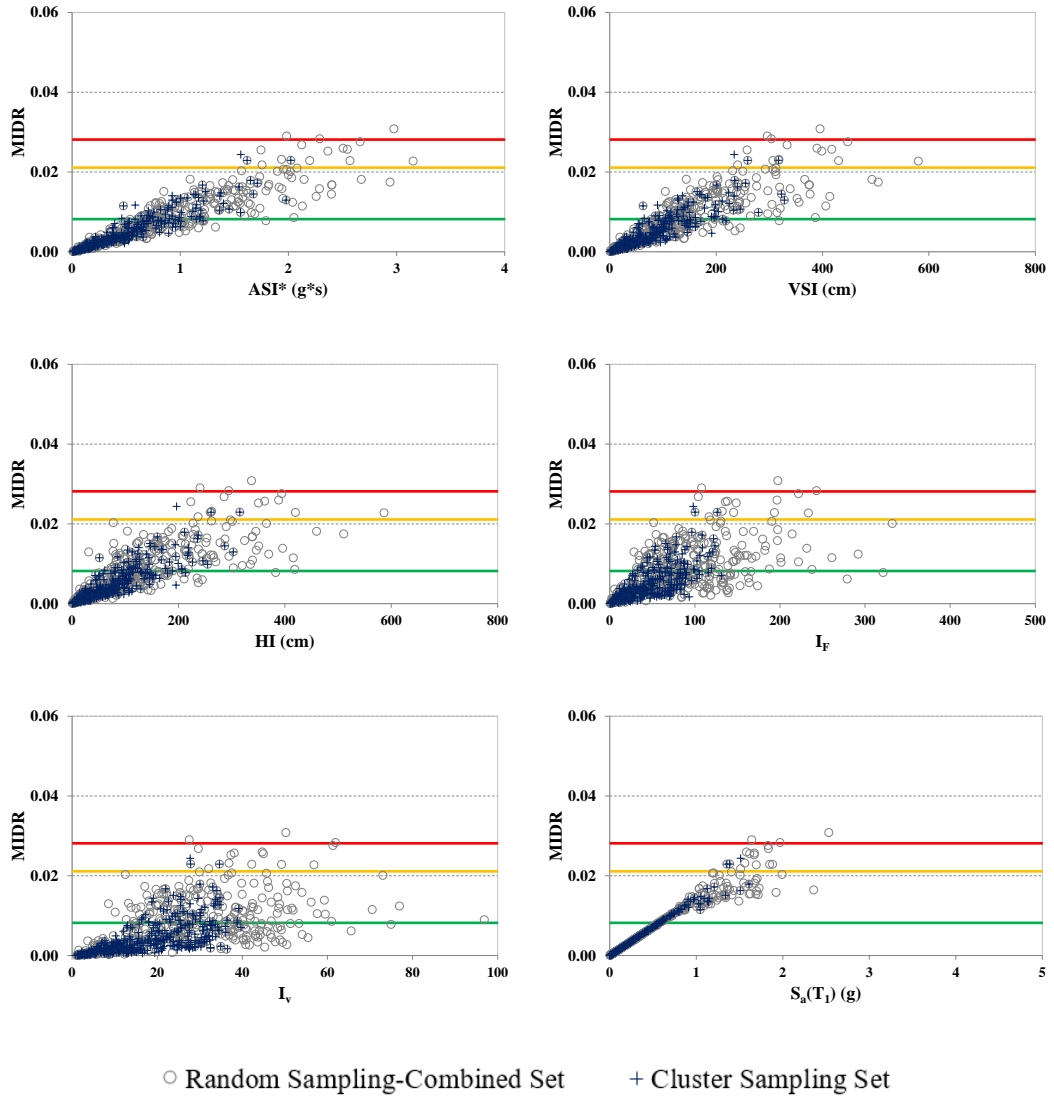 0.06
0.04
0.02
0.00
MIDR
0 1 2 3 4
ASI* (g*s)
0.06
0.04
0.02
0.00
MIDR
0 200 400 600 800
VSI (cm)
0.06
0.04
0.02
0.00
MIDR
0 200 400 600 800
HI (cm)
0.06
0.04
0.02
0.00
MIDR
0 100 200 300 400 500
I_F
0.06
0.04
0.02
0.00
MIDR
0 20 40 60 80 100
I_v
0.06
0.04
0.02
0.00
MIDR
0 1 2 3 4 5
S_a(T_1) (g)
Random Sampling-Combined Set Cluster Sampling Set